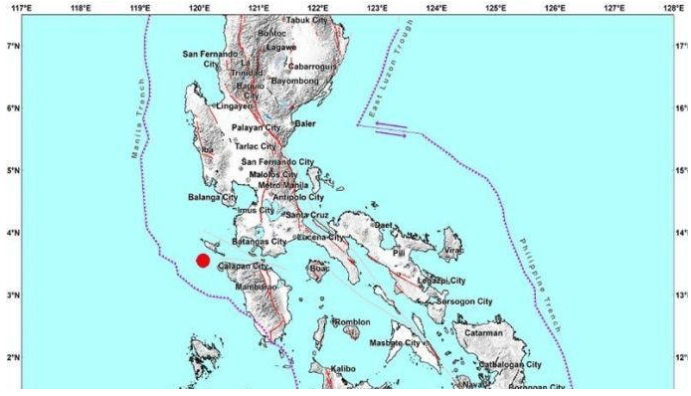 117°E 118°E 119°E 120°E 121°E 122°E 123°E 124°E 125°E 126°E 127°E 128°E
Tabuk City
Bontoc
17°
7°N
Lagawe
San Fernando
City
La
Trinidad
Cabarroguis
Baguio
City
Bayombong
East Luzon Trough
Manila Trench
Lingayen
16°
6°N
Palayan City
Baler
Iba
Tarlac City
15°
5°N
San Fernando City
Malolos City
Metro Manila
Balanga City
Antipolo City
Imus City
Santa Cruz
14°
4°N
Batangas City
Lucena City
Daet
Pili
Virac
Philippine Trench
Calapan City
Boac
Mamburao
Legazpi City
13°
3°N
Sorsogon City
Romblon
Masbate City
Catarman
12°
2°N
Kalibo
Catbalogan City
Naval
Borongan City